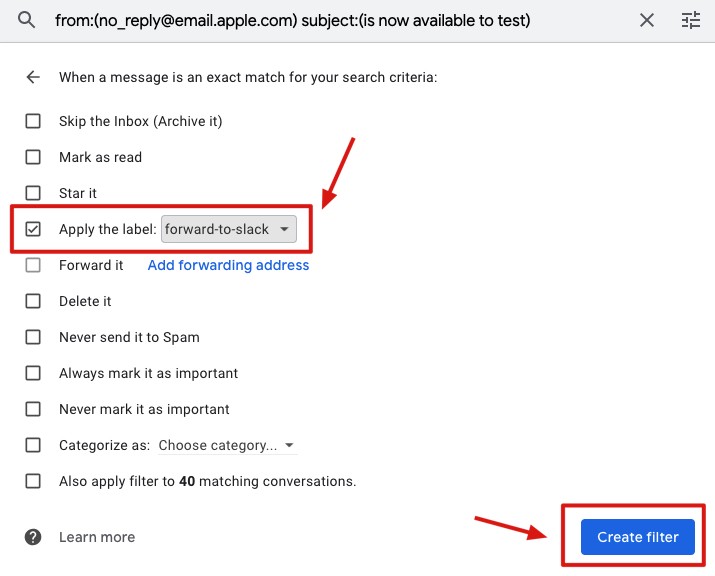 from:(no_reply@email.apple.com) subject:(is now available to test)
When a message is an exact match for your search criteria:
Skip the Inbox (Archive it)
Mark as read
Star it
Apply the label: forward-to-slack
Forward it Add forwarding address
Delete it
Never send it to Spam
Always mark it as important
Never mark it as important
Categorize as: Choose category...
Also apply filter to 40 matching conversations.
Learn more
Create filter